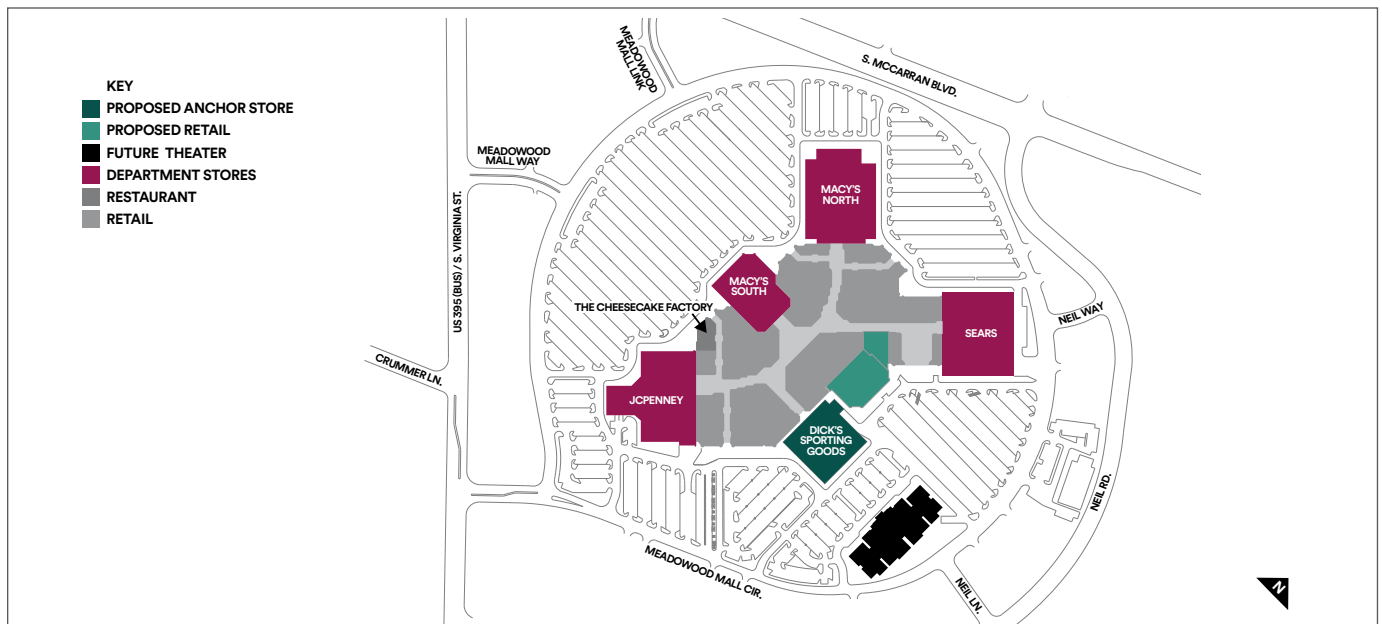 KEY
PROPOSED ANCHOR STORE
PROPOSED RETAIL
FUTURE THEATER
DEPARTMENT STORES
RESTAURANT
RETAIL
MEADOWOOD
MALL LINK
S. MCCARRAN BLVD.
MEADOWOOD
MALL WAY
US 395 (BUS) / S. VIRGINIA ST.
MACY'S
NORTH
MACY'S
SOUTH
THE CHEESECAKE FACTORY
NEIL WAY
SEARS
CRUMMER LN.
JCPENNEY
DICK'S
SPORTING
GOODS
NEIL RD.
MEADOWOOD MALL CIR.
NEIL LN.
N